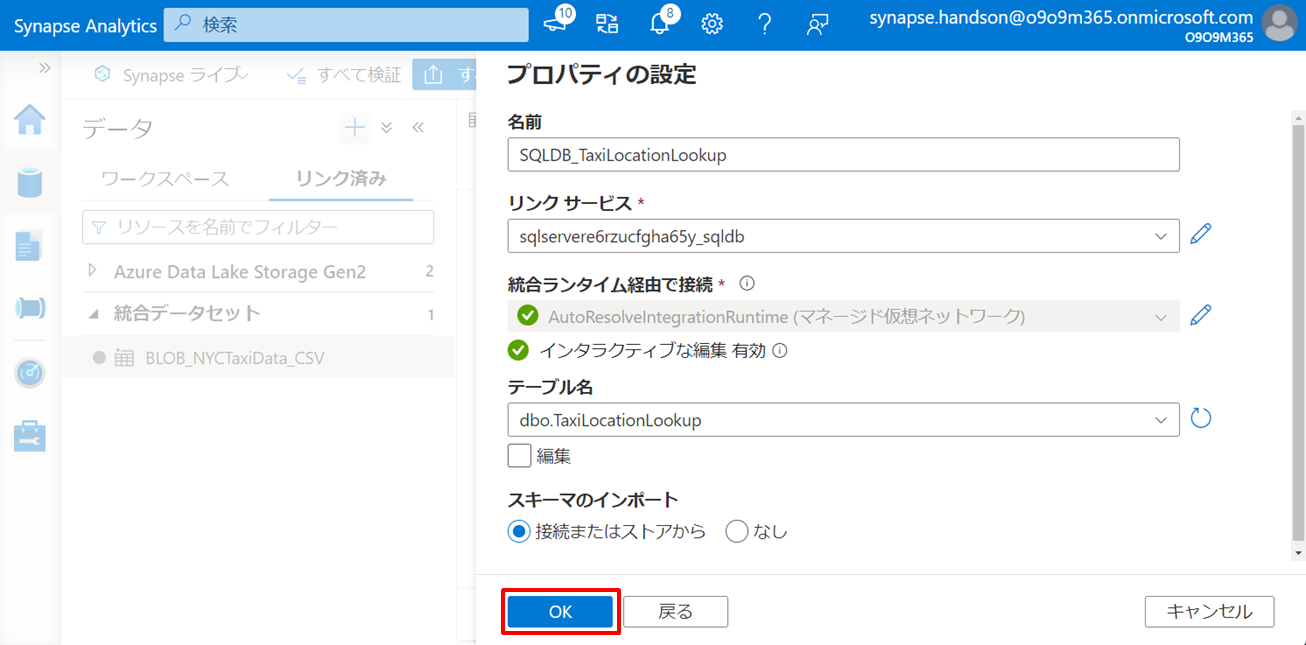 Synapse Analytics
検索
10
8
synapse.handson@o9o9m365.onmicrosoft.com
O9O9M365
Synapse ライブ
すべて検証
す
データ
ワークスペース
リンク済み
リソースを名前でフィルター
Azure Data Lake Storage Gen2 2
統合データセット 1
BLOB_NYCTaxiData_CSV
プロパティの設定
名前
SQLDB_TaxiLocationLookup
リンク サービス *
sqlservere6rzucfgha65y_sqldb
統合ランタイム経由で接続 *
AutoResolveIntegrationRuntime (マネージド仮想ネットワーク)
インタラクティブな編集 有効
テーブル名
dbo.TaxiLocationLookup
編集
スキーマのインポート
接続またはストアから なし
OK 戻る キャンセル